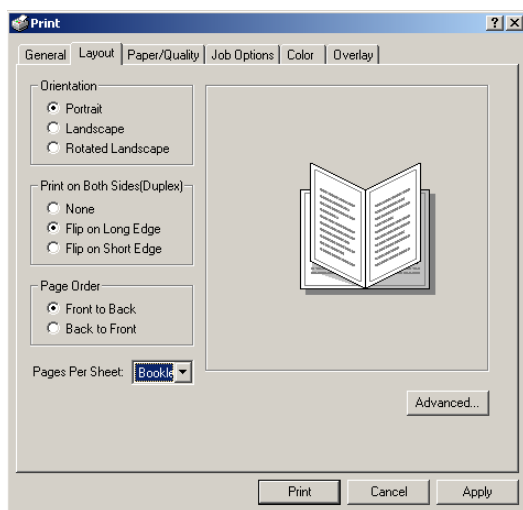 Print
General Layout Paper/Quality Job Options Color Overlay
Orientation
Portrait
Landscape
Rotated Landscape
Print on Both Sides(Duplex)
None
Flip on Long Edge
Flip on Short Edge
Page Order
Front to Back
Back to Front
Pages Per Sheet: Bookle
Advanced...
Print Cancel Apply